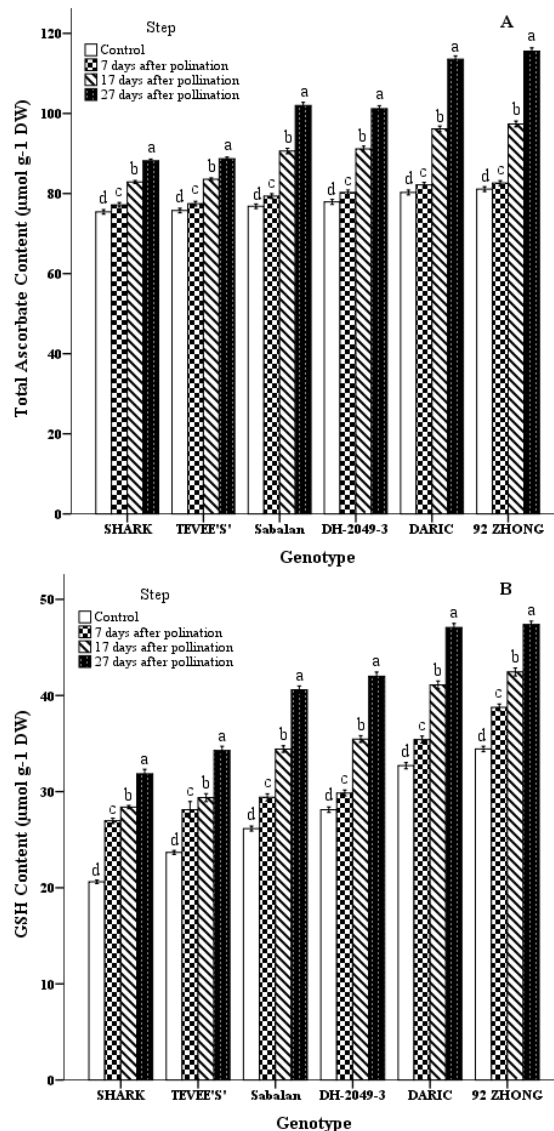 Step
A
Control
7 days after polination
17 days after pollination
27 days after pollination
120
100
80
60
40
20
0
Total Ascorbate Content (µmol g-1 DW)
d c b a
d c b a
d c b a
d c b a
d c b a
d c b a
SHARK TEVEE'S' Sabalan DH-2049-3 DARIC 92 ZHONG
Genotype
Step
B
Control
7 days after polination
17 days after pollination
27 days after pollination
50
40
30
20
10
0
GSH Content (µmol g-1 DW)
d c b a
d c b a
d c b a
d c b a
d c b a
d c b a
SHARK TEVEE'S' Sabalan DH-2049-3 DARIC 92 ZHONG
Genotype